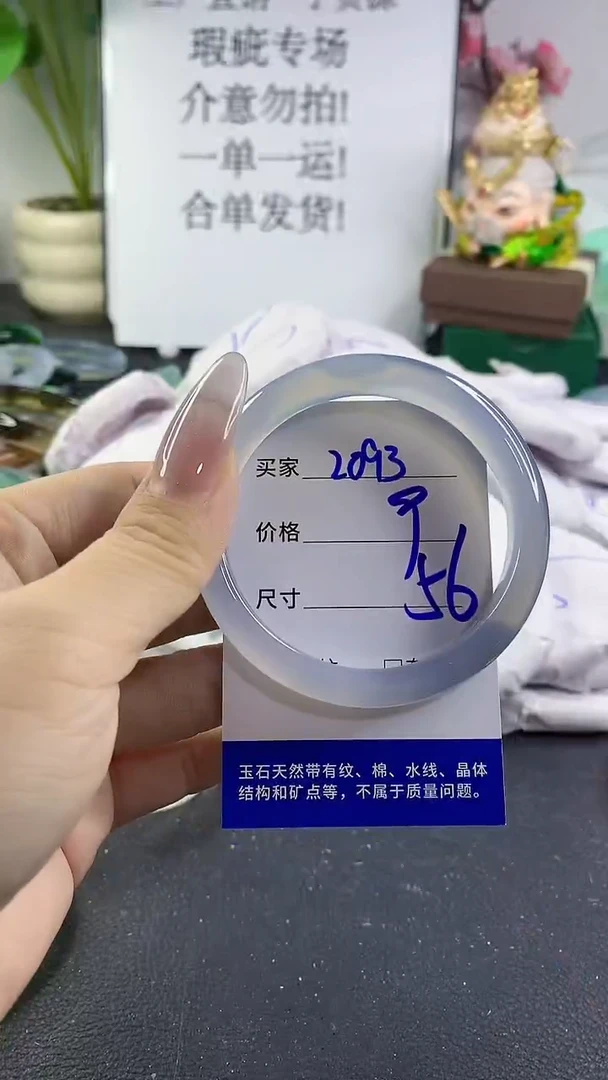 瑕疵专场
介意勿拍!
一单一运!
合单发货!
买家 2093
价格
尺寸 56
玉石天然带有纹、棉、水线、晶体
结构和矿点等，不属于质量问题。